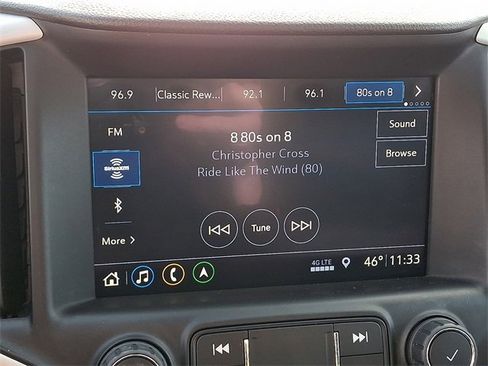 96.9 Classic Rew... 92.1 96.1 80s on 8
FM
SiriusXM
More
8 80s on 8
Christopher Cross
Ride Like The Wind (80)
Sound
Browse
Tune
4G LTE
46° 11:33